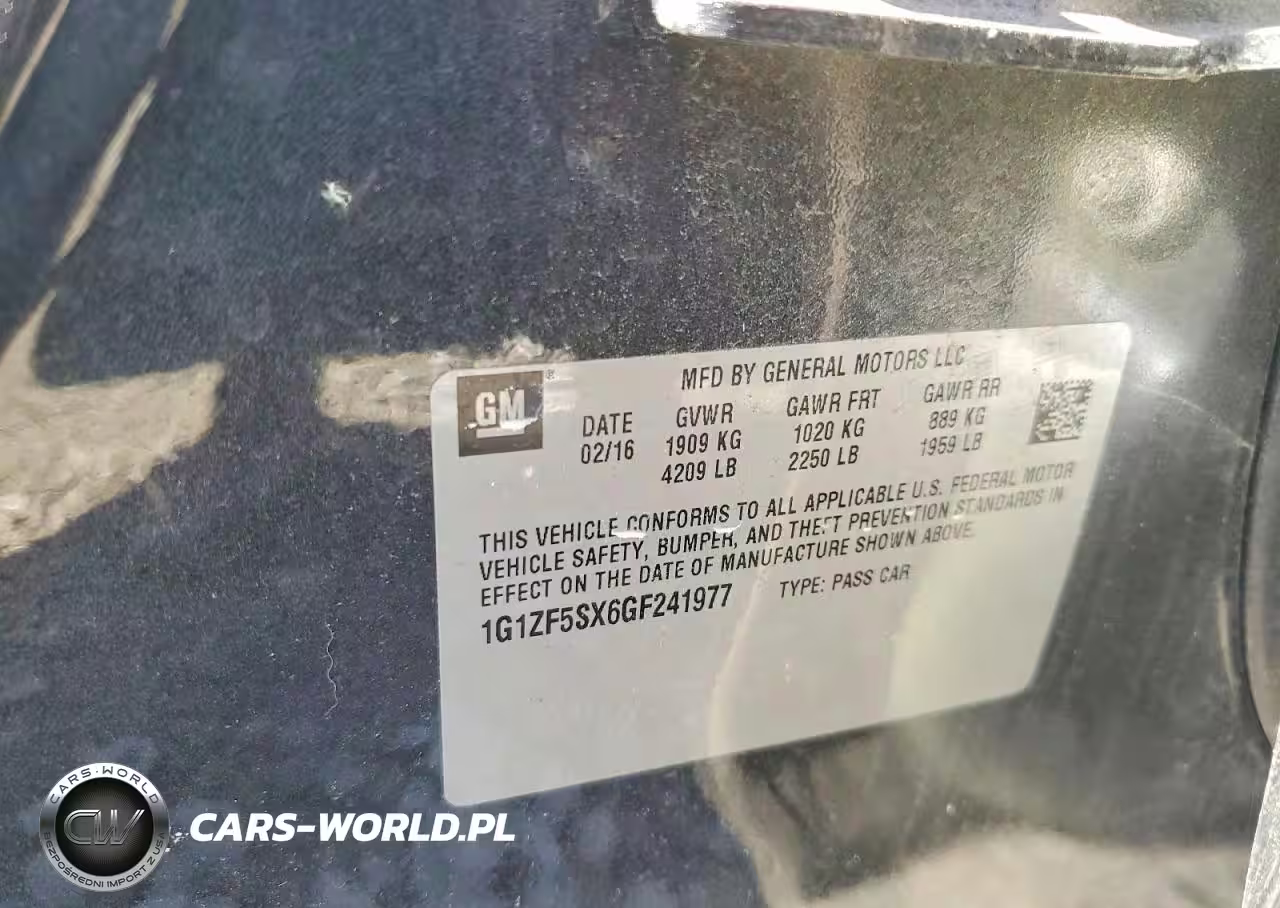 GM®
MFD BY GENERAL MOTORS LLC
DATE GVWR GAWR FRT GAWR RR
02/16 1909 KG 1020 KG 889 KG
4209 LB 2250 LB 1959 LB
THIS VEHICLE CONFORMS TO ALL APPLICABLE U.S. FEDERAL MOTOR
VEHICLE SAFETY, BUMPER, AND THEFT PREVENTION STANDARDS IN
EFFECT ON THE DATE OF MANUFACTURE SHOWN ABOVE.
1G1ZF5SX6GF241977 TYPE: PASS CAR
CARS-WORLD
CW
BEZPOŚREDNI IMPORT Z USA
CARS-WORLD.PL